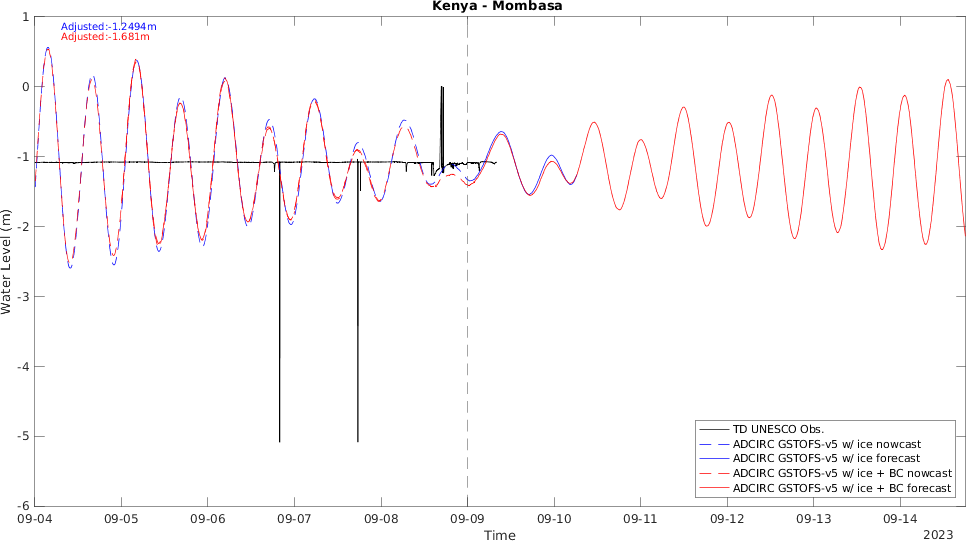 Kenya - Mombasa
Adjusted:-1.2494m
Adjusted:-1.681m
1
0
-1
-2
-3
-4
-5
-6
Water Level (m)
TD UNESCO Obs.
ADCIRC GSTOFS-v5 w/ ice nowcast
ADCIRC GSTOFS-v5 w/ ice forecast
ADCIRC GSTOFS-v5 w/ ice + BC nowcast
ADCIRC GSTOFS-v5 w/ ice + BC forecast
09-04 09-05 09-06 09-07 09-08 09-09 09-10 09-11 09-12 09-13 09-14
Time
2023